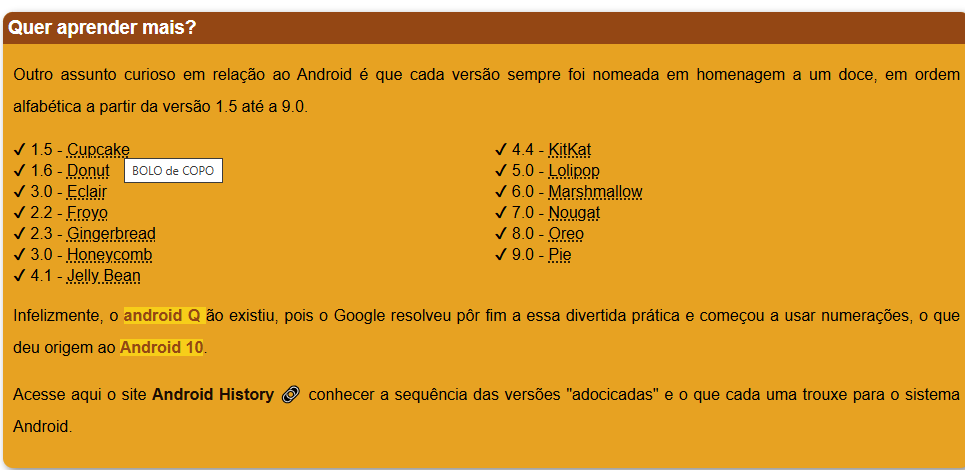 Quer aprender mais?
Outro assunto curioso em relação ao Android é que cada versão sempre foi nomeada em homenagem a um doce, em ordem
alfabética a partir da versão 1.5 até a 9.0.
✔ 1.5 - Cupcake
✔ 1.6 - Donut
BOLO de COPO
✔ 3.0 - Eclair
✔ 2.2 - Froyo
✔ 2.3 - Gingerbread
✔ 3.0 - Honeycomb
✔ 4.1 - Jelly Bean
✔ 4.4 - KitKat
✔ 5.0 - Lolipop
✔ 6.0 - Marshmallow
✔ 7.0 - Nougat
✔ 8.0 - Oreo
✔ 9.0 - Pie
Infelizmente, o android Q ão existiu, pois o Google resolveu pôr fim a essa divertida prática e começou a usar numerações, o que
deu origem ao Android 10.
Acesse aqui o site Android History 🔗 conhecer a sequência das versões "adocicadas" e o que cada uma trouxe para o sistema
Android.